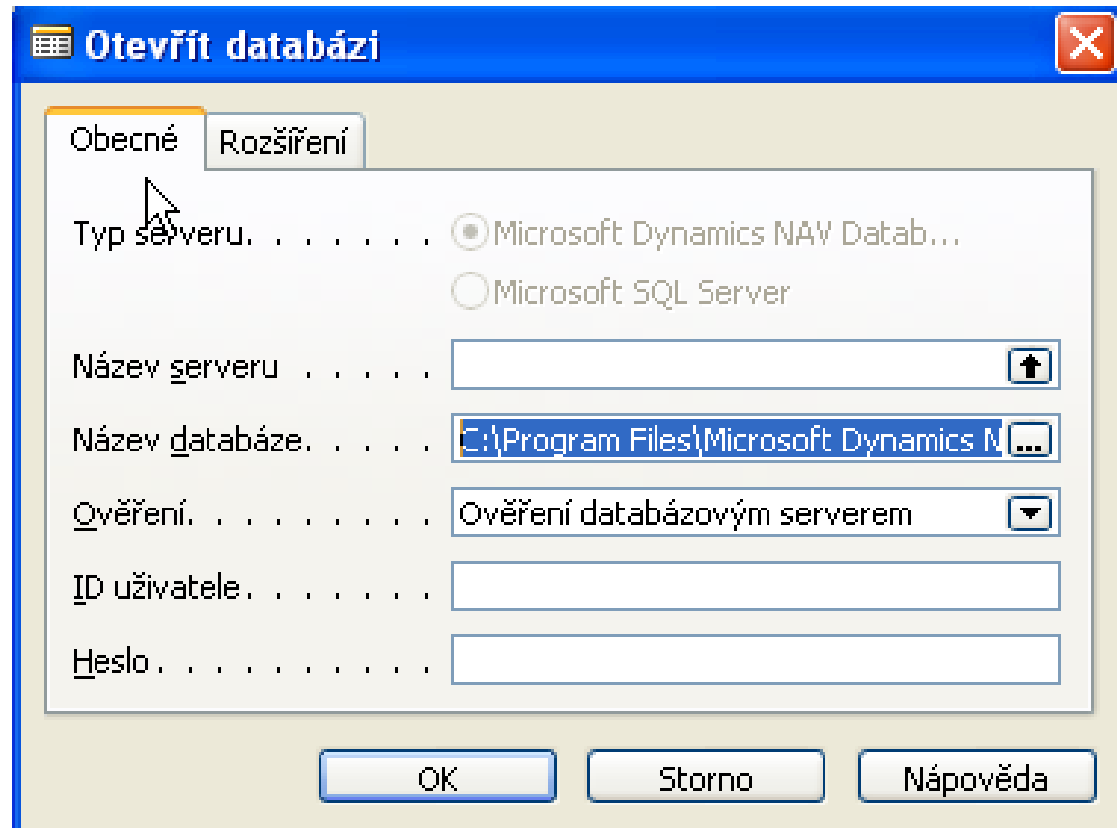 Otevřít databázi
Obecné Rozšíření
Typ serveru. . . . . . . Microsoft Dynamics NAV Datab...
Microsoft SQL Server
Název serveru . . . . .
Název databáze. . . . . C:\Program Files\Microsoft Dynamics N ...
Ověření. . . . . . . . . Ověření databázovým serverem
ID uživatele. . . . . . .
Heslo. . . . . . . . . .
OK Storno Nápověda